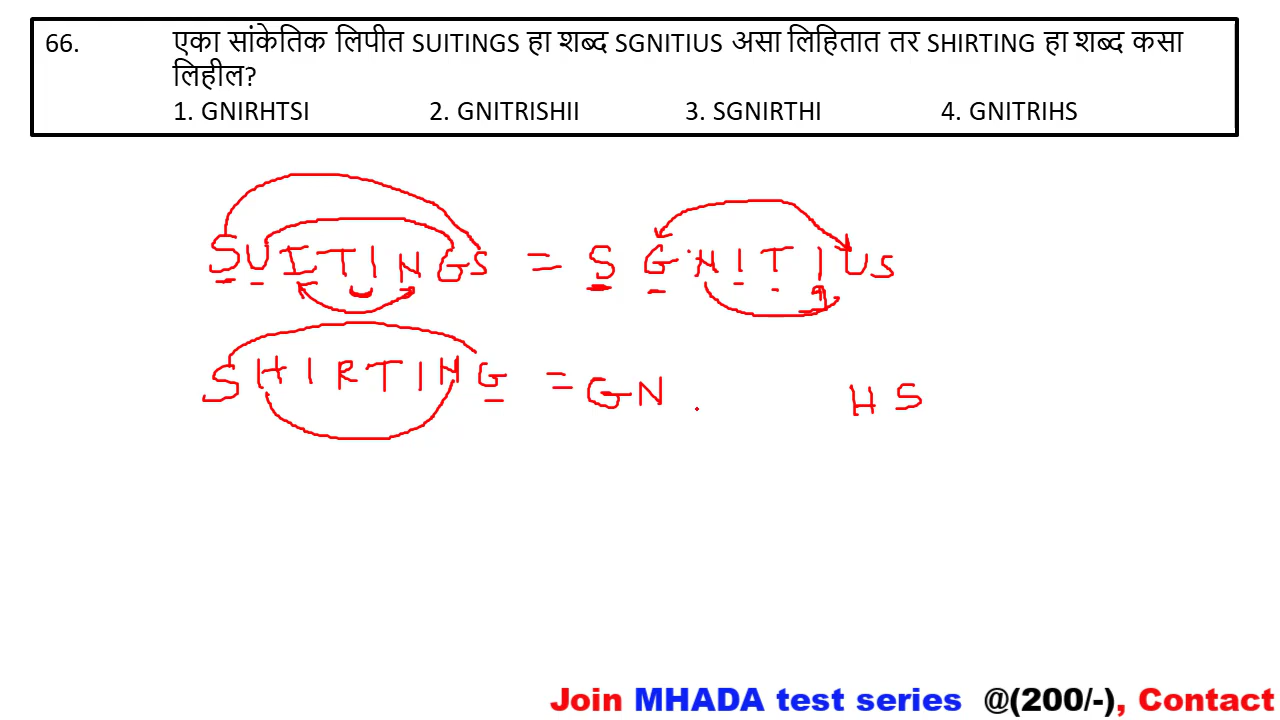 66. एका सांकेतिक लिपीत SUITINGS हा शब्द SGNITIUS असा लिहितात तर SHIRTING हा शब्द कसा
लिहील?
1. GNIRHTSI 2. GNITRISHII 3. SGNIRTHI 4. GNITRIHS
SUITINGS = SGNITIUS
SHIRTING = GN . HS
Join MHADA test series @(200/-), Contact